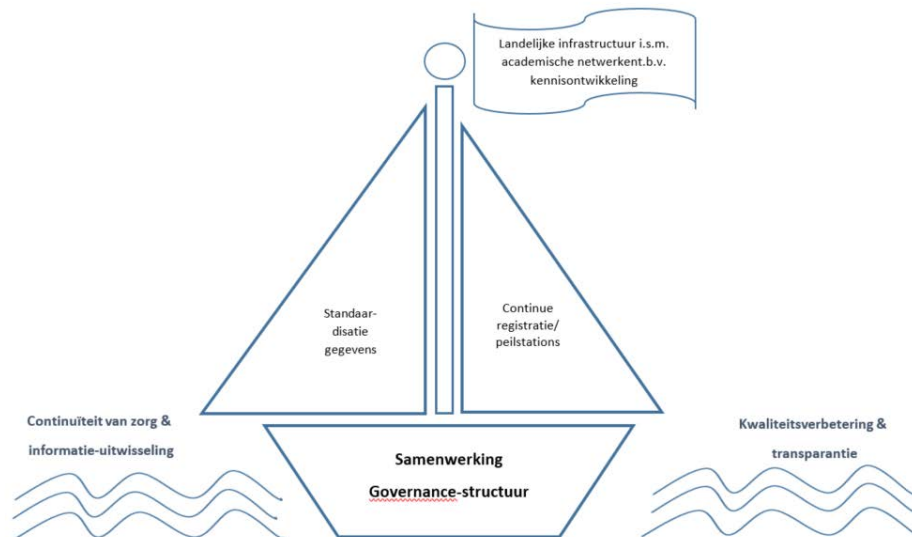 Landelijke infrastructuur i.s.m.
academische netwerkent.b.v.
kennisontwikkeling
Standaar-
disatie
gegevens
Continue
registratie/
peilstations
Continuïteit van zorg &
informatie-uitwisseling
Kwaliteitsverbetering &
transparantie
Samenwerking
Governance-structuur